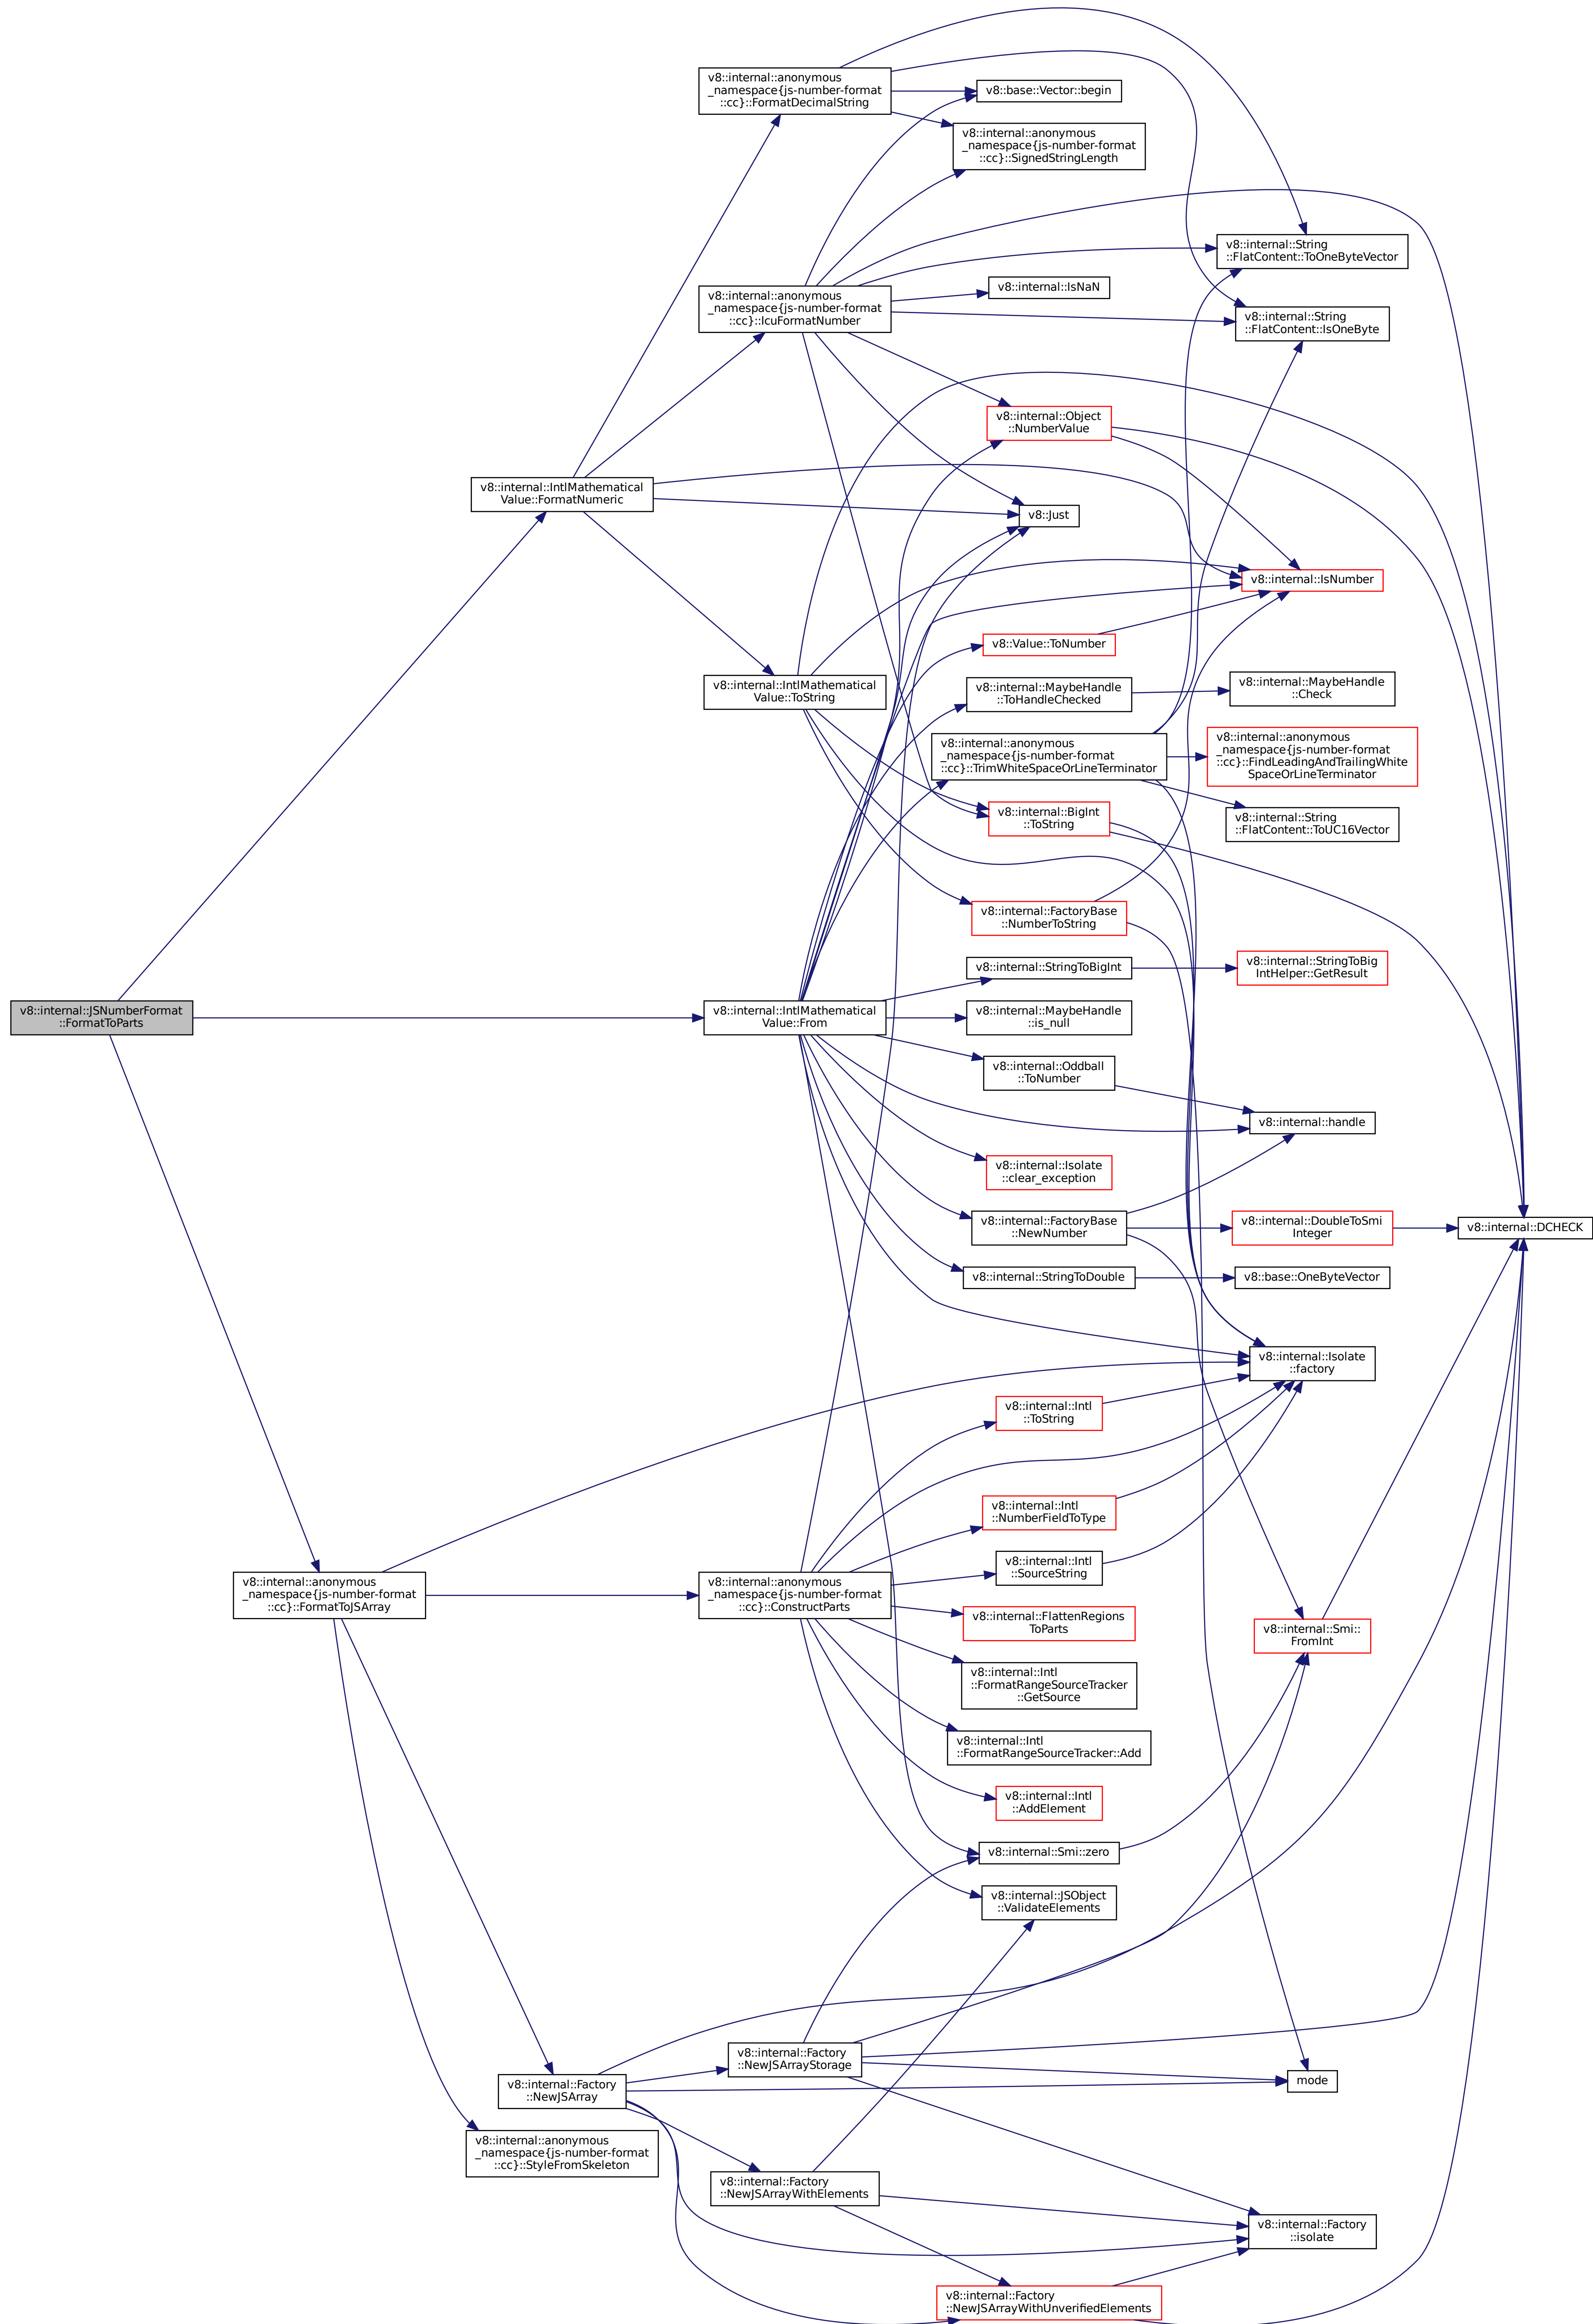 v8::internal::anonymous
_namespace{js-number-format
::cc}::FormatDecimalString
v8::base::Vector::begin
v8::internal::anonymous
_namespace{js-number-format
::cc}::SignedStringLength
v8::internal::String
::FlatContent::ToOneByteVector
v8::internal::IsNaN
v8::internal::anonymous
_namespace{js-number-format
::cc}::IcuFormatNumber
v8::internal::String
::FlatContent::IsOneByte
v8::internal::Object
::NumberValue
v8::internal::IntlMathematical
Value::FormatNumeric
v8::Just
v8::internal::IsNumber
v8::Value::ToNumber
v8::internal::IntlMathematical
Value::ToString
v8::internal::MaybeHandle
::ToHandleChecked
v8::internal::MaybeHandle
::Check
v8::internal::anonymous
_namespace{js-number-format
::cc}::TrimWhiteSpaceOrLineTerminator
v8::internal::anonymous
_namespace{js-number-format
::cc}::FindLeadingAndTrailingWhite
SpaceOrLineTerminator
v8::internal::BigInt
::ToString
v8::internal::String
::FlatContent::ToUC16Vector
v8::internal::FactoryBase
::NumberToString
v8::internal::StringToBigInt
v8::internal::StringToBig
IntHelper::GetResult
v8::internal::JSNumberFormat
::FormatToParts
v8::internal::IntlMathematical
Value::From
v8::internal::MaybeHandle
::is_null
v8::internal::Oddball
::ToNumber
v8::internal::handle
v8::internal::Isolate
::clear_exception
v8::internal::FactoryBase
::NewNumber
v8::internal::DoubleToSmi
Integer
v8::internal::DCHECK
v8::internal::StringToDouble
v8::base::OneByteVector
v8::internal::Isolate
::factory
v8::internal::Intl
::ToString
v8::internal::Intl
::NumberFieldToType
v8::internal::Intl
::SourceString
v8::internal::anonymous
_namespace{js-number-format
::cc}::FormatToJSArray
v8::internal::anonymous
_namespace{js-number-format
::cc}::ConstructParts
v8::internal::FlattenRegions
ToParts
v8::internal::Smi::
FromInt
v8::internal::Intl
::FormatRangeSourceTracker
::GetSource
v8::internal::Intl
::FormatRangeSourceTracker::Add
v8::internal::Intl
::AddElement
v8::internal::Smi::zero
v8::internal::JSObject
::ValidateElements
v8::internal::Factory
::NewJSArrayStorage
v8::internal::Factory
::NewJSArray
mode
v8::internal::anonymous
_namespace{js-number-format
::cc}::StyleFromSkeleton
v8::internal::Factory
::NewJSArrayWithElements
v8::internal::Factory
::isolate
v8::internal::Factory
::NewJSArrayWithUnverifiedElements